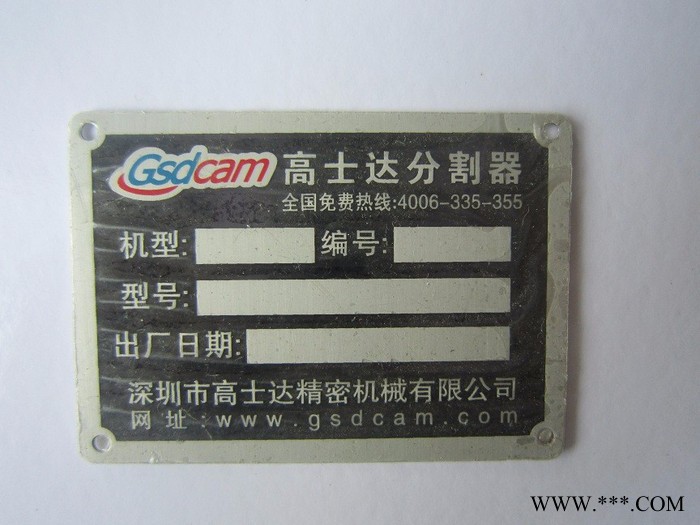 Gsdcam 高士达分割器
全国免费热线:4006-335-355
机型: 编号:
型号:
出厂日期:
深圳市高士达精密机械有限公司
网址:www.gsdcam.com
WWW.***.COM